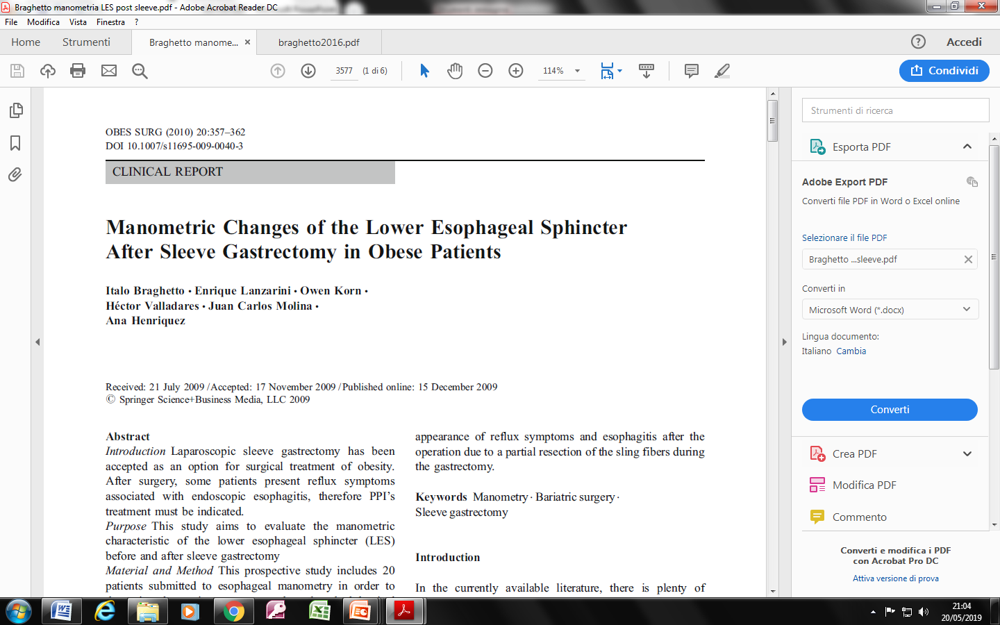 Braghetto manometria LES post sleeve.pdf - Adobe Acrobat Reader DC
File Modifica Vista Finestra ?
Home Strumenti Braghetto manome... × braghetto2016.pdf ? Accedi
3577 (1 di 6) 114% Condividi
OBES SURG (2010) 20:357–362
DOI 10.1007/s11695-009-0040-3
CLINICAL REPORT
Manometric Changes of the Lower Esophageal Sphincter
After Sleeve Gastrectomy in Obese Patients
Italo Braghetto · Enrique Lanzarini · Owen Korn ·
Héctor Valladares · Juan Carlos Molina ·
Ana Henriquez
Received: 21 July 2009 / Accepted: 17 November 2009 / Published online: 15 December 2009
© Springer Science+Business Media, LLC 2009
Abstract
Introduction Laparoscopic sleeve gastrectomy has been
accepted as an option for surgical treatment of obesity.
After surgery, some patients present reflux symptoms
associated with endoscopic esophagitis, therefore PPI's
treatment must be indicated.
Purpose This study aims to evaluate the manometric
characteristic of the lower esophageal sphincter (LES)
before and after sleeve gastrectomy
Material and Method This prospective study includes 20
patients submitted to esophageal manometry in order to
appearance of reflux symptoms and esophagitis after the
operation due to a partial resection of the sling fibers during
the gastrectomy.
Keywords Manometry · Bariatric surgery ·
Sleeve gastrectomy
Introduction
In the currently available literature, there is plenty of
Strumenti di ricerca
Esporta PDF
Adobe Export PDF
Converti file PDF in Word o Excel online
Selezionare il file PDF
Braghetto ...sleeve.pdf
Converti in
Microsoft Word (*.docx)
Lingua documento:
Italiano Cambia
Converti
Crea PDF
Modifica PDF
Commento
Converti e modifica i PDF
con Acrobat Pro DC
Attiva versione di prova
21:04
20/05/2019